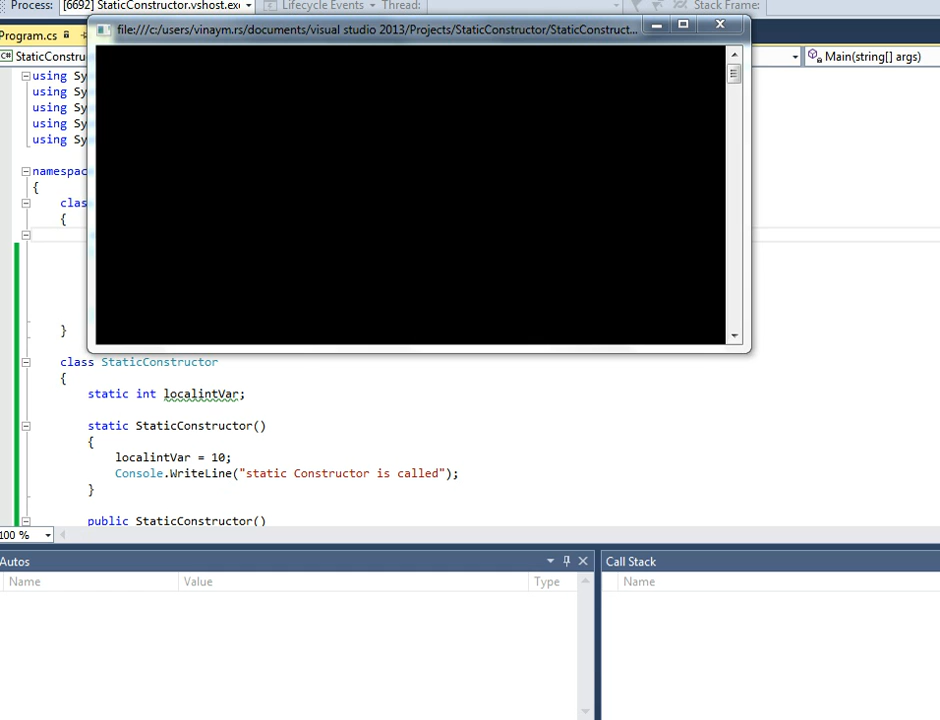 Process: [6692] StaticConstructor.vshost.ex Lifecycle Events Thread: Stack Frame:
file:///c:/users/vinaym.rs/documents/visual studio 2013/Projects/StaticConstructor/StaticConstruct...
Program.cs
StaticConstru
Main(string[] args)
using Sy
using Sy
using Sy
using Sy
using Sy
namespac
{
clas
{
}
class StaticConstructor
{
static int localintVar;
static StaticConstructor()
{
localintVar = 10;
Console.WriteLine("static Constructor is called");
}
public StaticConstructor()
100 %
Autos
Call Stack
Name Value Type
Name